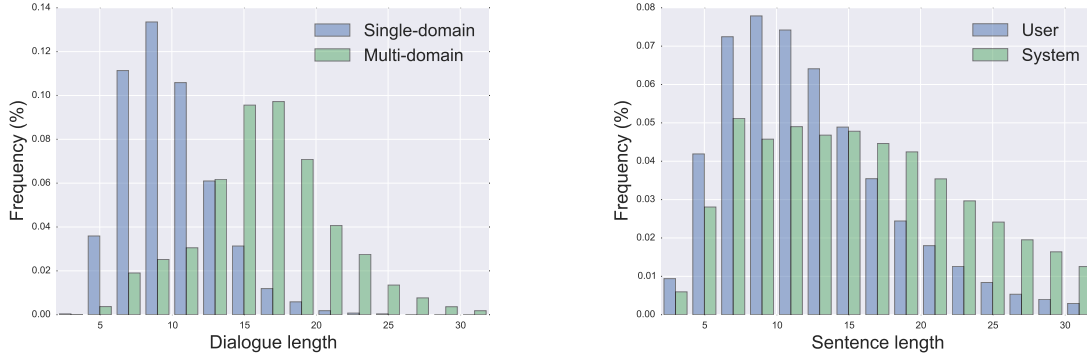 Single-domain
Multi-domain
Frequency (%)
0.14
0.12
0.10
0.08
0.06
0.04
0.02
0.00
5 10 15 20 25 30
Dialogue length
User
System
Frequency (%)
0.08
0.07
0.06
0.05
0.04
0.03
0.02
0.01
0.00
5 10 15 20 25 30
Sentence length